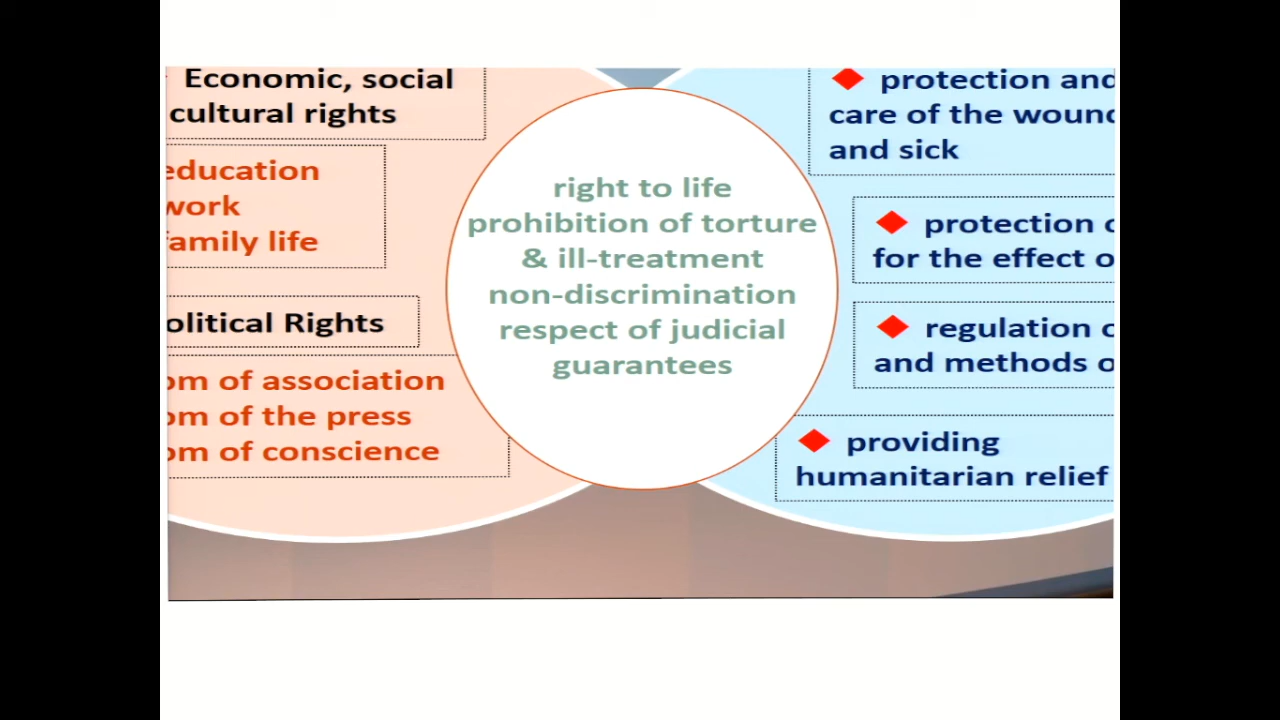 Economic, social
cultural rights
education
work
family life
olitical Rights
om of association
om of the press
om of conscience
right to life
prohibition of torture
& ill-treatment
non-discrimination
respect of judicial
guarantees
protection and
care of the wound
and sick
protection o
for the effect o
regulation o
and methods o
providing
humanitarian relief